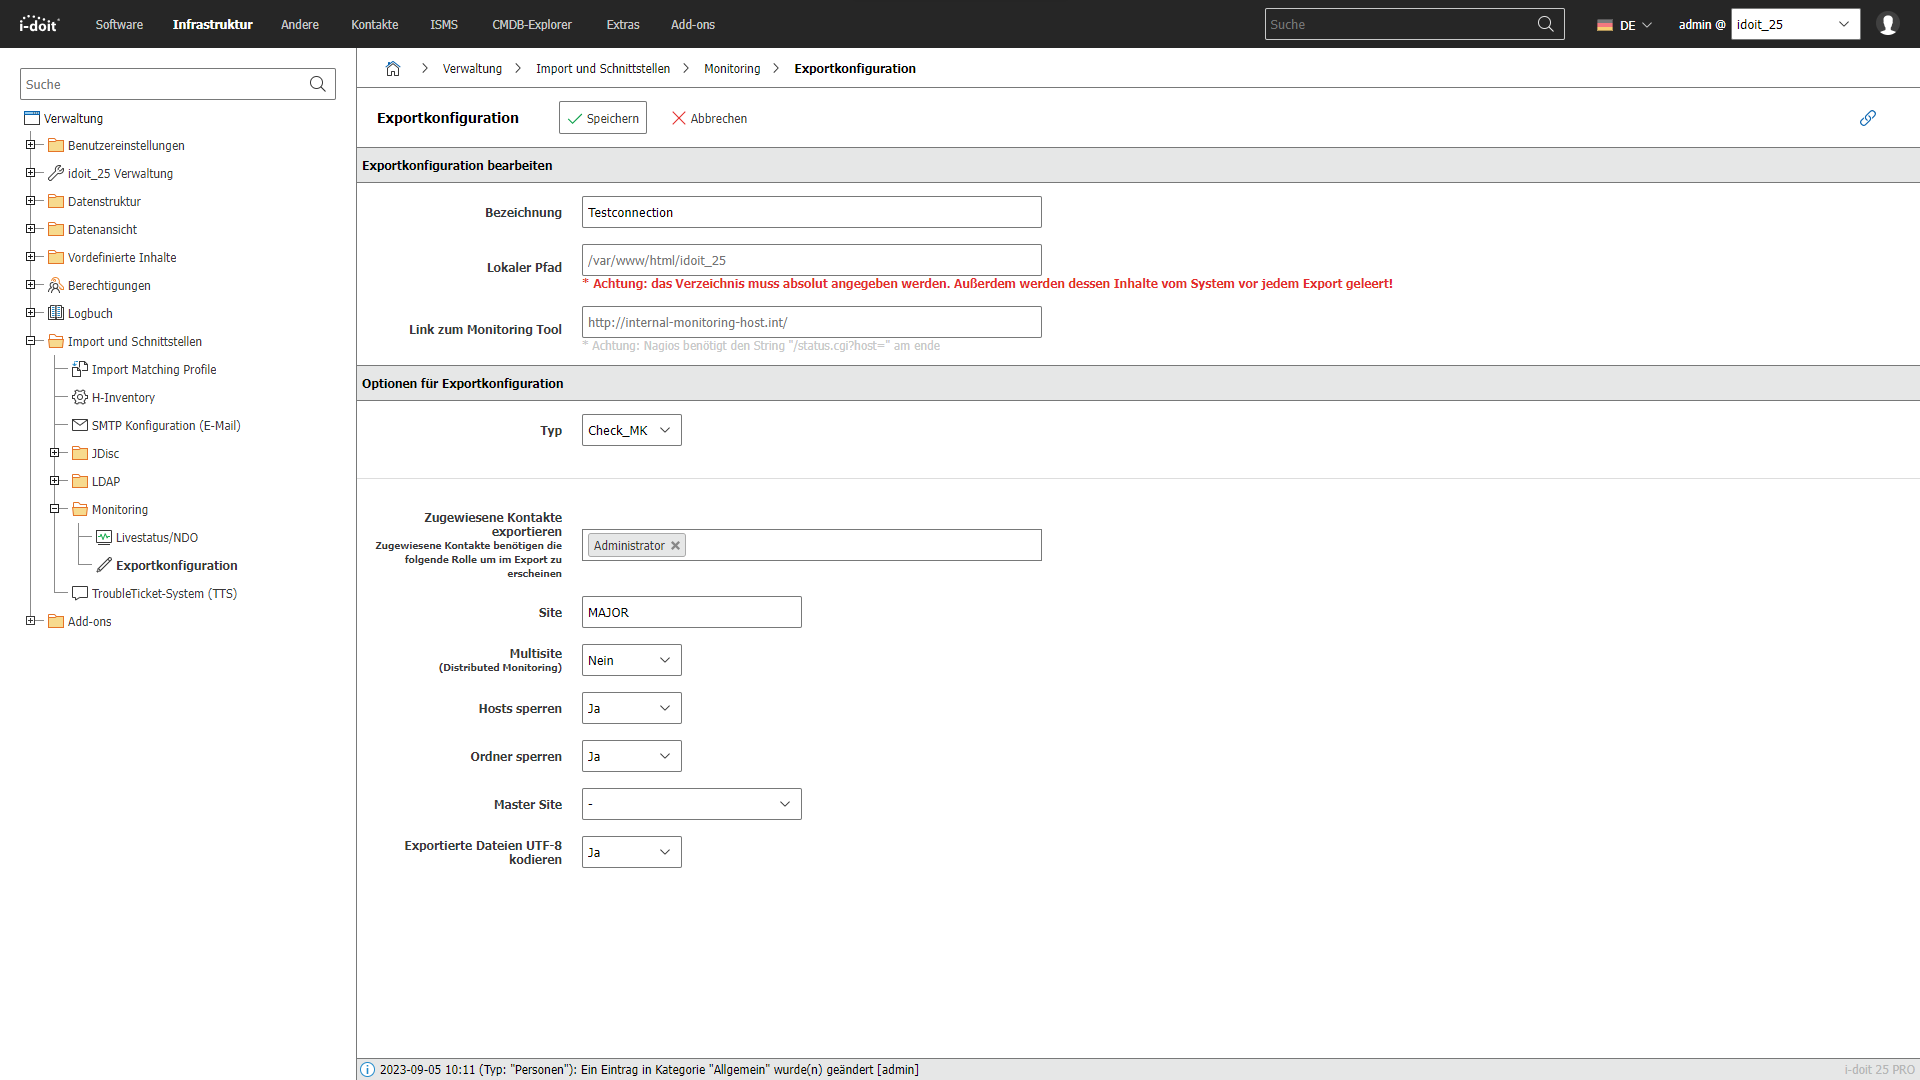 i-doit
Software
Infrastruktur
Andere
Kontakte
ISMS
CMDB-Explorer
Extras
Add-ons
Suche
DE
admin @
idoit_25
Suche
Verwaltung
Benutzereinstellungen
idoit_25 Verwaltung
Datenstruktur
Datenansicht
Vordefinierte Inhalte
Berechtigungen
Logbuch
Import und Schnittstellen
Import Matching Profile
H-Inventory
SMTP Konfiguration (E-Mail)
JDisc
LDAP
Monitoring
Livestatus/NDO
Exportkonfiguration
TroubleTicket-System (TTS)
Add-ons
Verwaltung
Import und Schnittstellen
Monitoring
Exportkonfiguration
Exportkonfiguration
Speichern
Abbrechen
Exportkonfiguration bearbeiten
Bezeichnung
Testconnection
Lokaler Pfad
/var/www/html/idoit_25
* Achtung: das Verzeichnis muss absolut angegeben werden. Außerdem werden dessen Inhalte vom System vor jedem Export geleert!
Link zum Monitoring Tool
http://internal-monitoring-host.int/
* Achtung: Nagios benötigt den String "/status.cgi?host=" am ende
Optionen für Exportkonfiguration
Typ
Check_MK
Zugewiesene Kontakte
exportieren
Zugewiesene Kontakte benötigen die
folgende Rolle um im Export zu
erscheinen
Administrator
Site
MAJOR
Multisite
(Distributed Monitoring)
Nein
Hosts sperren
Ja
Ordner sperren
Ja
Master Site
-
Exportierte Dateien UTF-8
kodieren
Ja
2023-09-05 10:11 (Typ: "Personen"): Ein Eintrag in Kategorie "Allgemein" wurde(n) geändert [admin]
i-doit 25 PRO